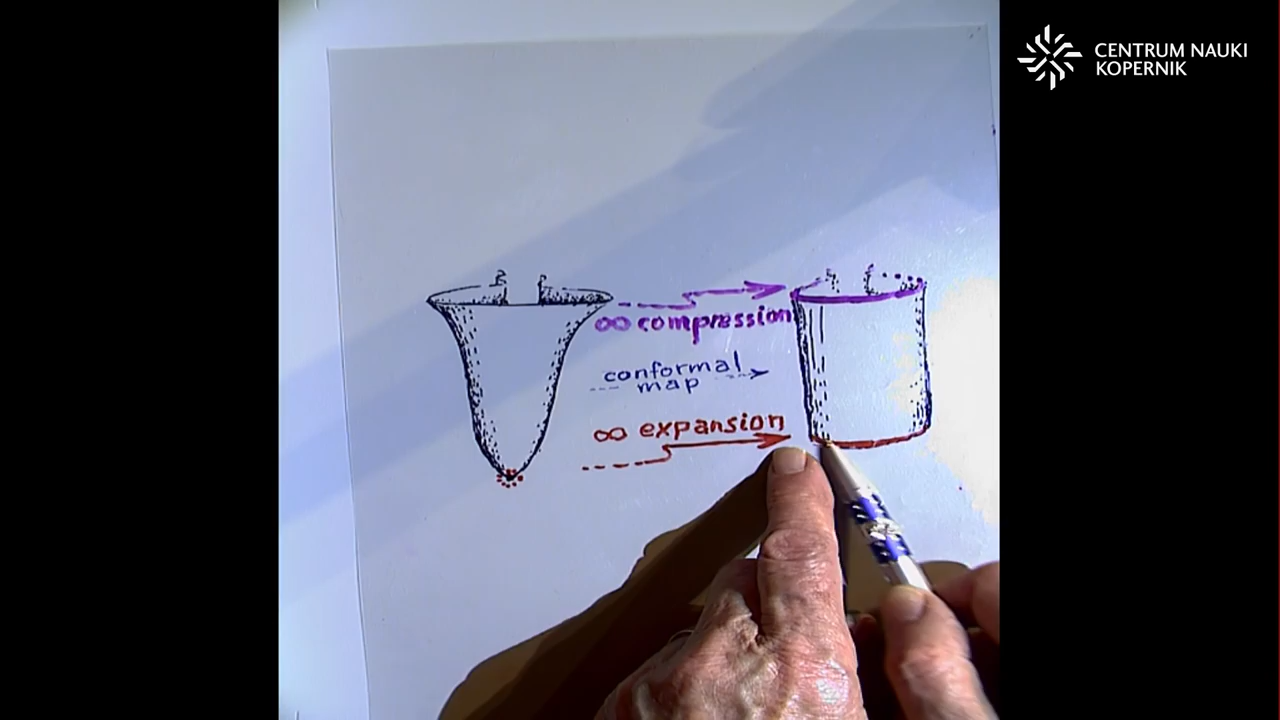 CENTRUM NAUKI
KOPERNIK
∞ compression
conformal
map
∞ expansion